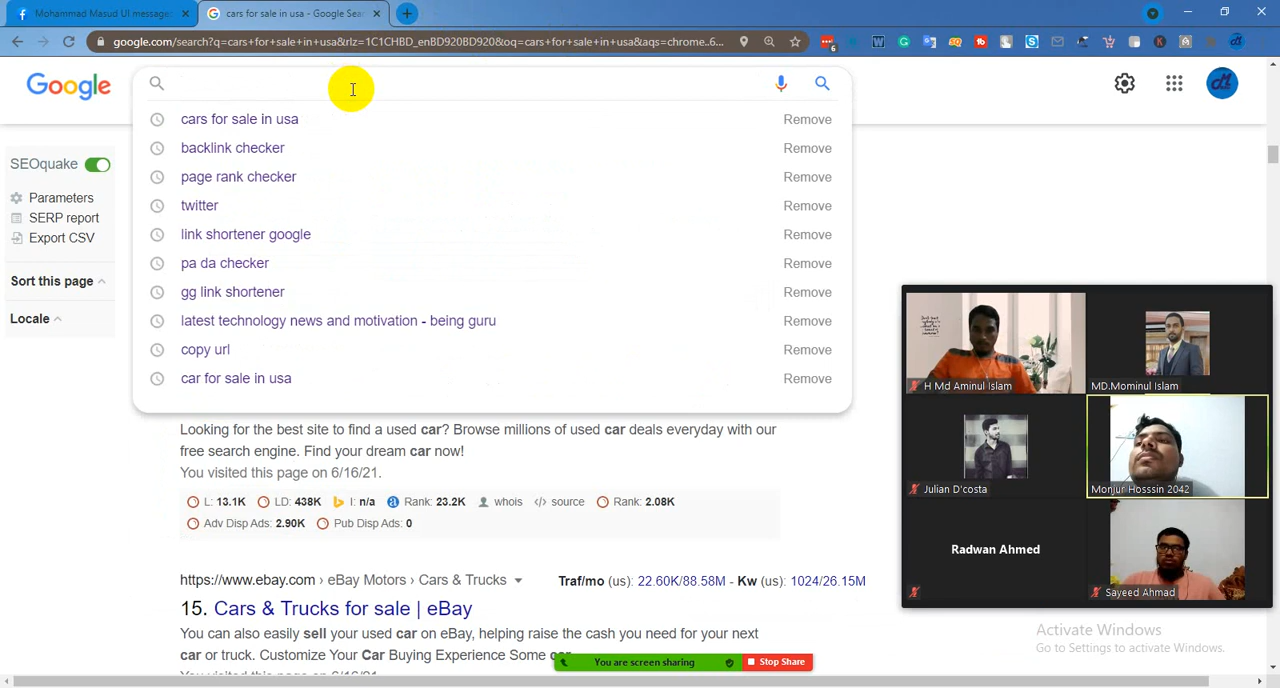 Mohammad Masud UI messages
cars for sale in usa - Google Sea
google.com/search?q=cars+for+sale+in+usa&rlz=1C1CHBD_enBD920BD920&oq=cars+for+sale+in+usa&aqs=chrome..6...
6
Google
cars for sale in usa Remove
backlink checker Remove
page rank checker Remove
twitter Remove
link shortener google Remove
pa da checker Remove
gg link shortener Remove
latest technology news and motivation - being guru Remove
copy url Remove
car for sale in usa Remove
SEOquake
Parameters
SERP report
Export CSV
Sort this page
Locale
Looking for the best site to find a used car? Browse millions of used car deals everyday with our
free search engine. Find your dream car now!
You visited this page on 6/16/21.
L: 13.1K LD: 438K I: n/a Rank: 23.2K whois </> source Rank: 2.08K
Adv Disp Ads: 2.90K Pub Disp Ads: 0
https://www.ebay.com › eBay Motors › Cars & Trucks
Traf/mo (us): 22.60K/88.58M - Kw (us): 1024/26.15M
15. Cars & Trucks for sale | eBay
You can also easily sell your used car on eBay, helping raise the cash you need for your next
car or truck. Customize Your Car Buying Experience Some
H Md Aminul Islam
MD.Mominul Islam
Julian D'costa
Monjur Hosssin 2042
Radwan Ahmed
Sayeed Ahmad
Activate Windows
Go to Settings to activate Windows.
You are screen sharing
Stop Share